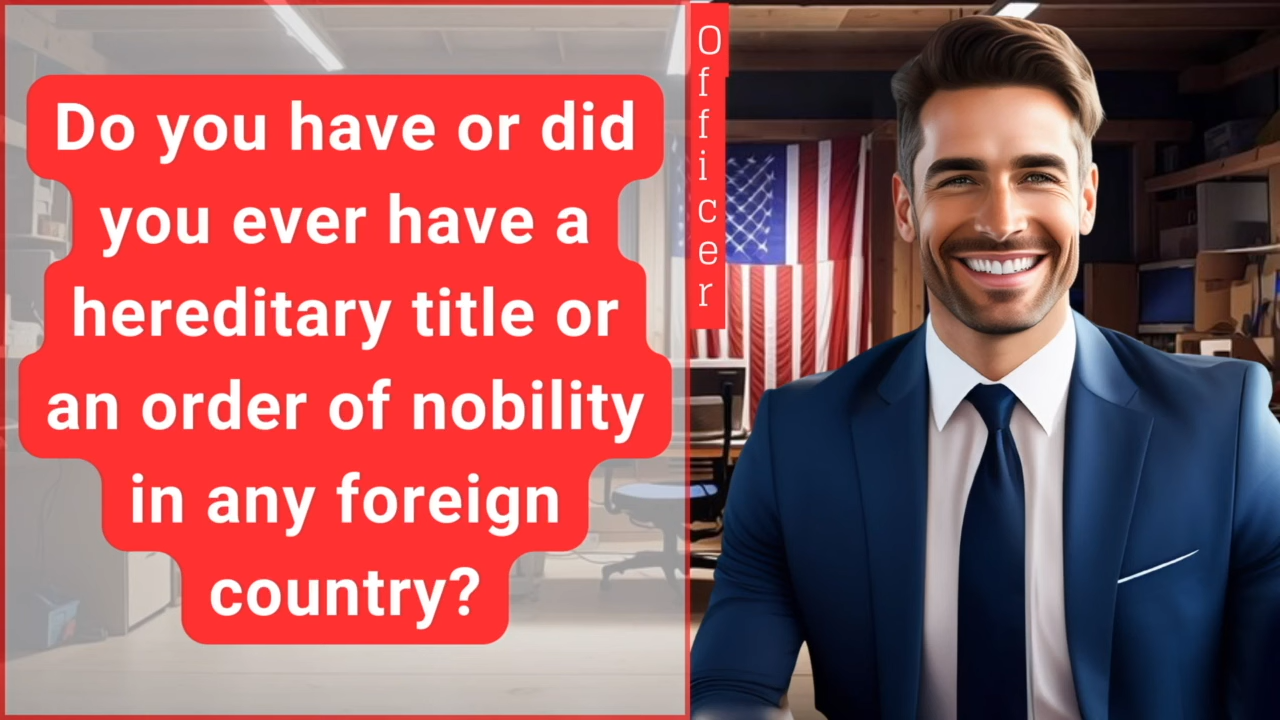 Do you have or did
you ever have a
hereditary title or
an order of nobility
in any foreign
country?
Officer